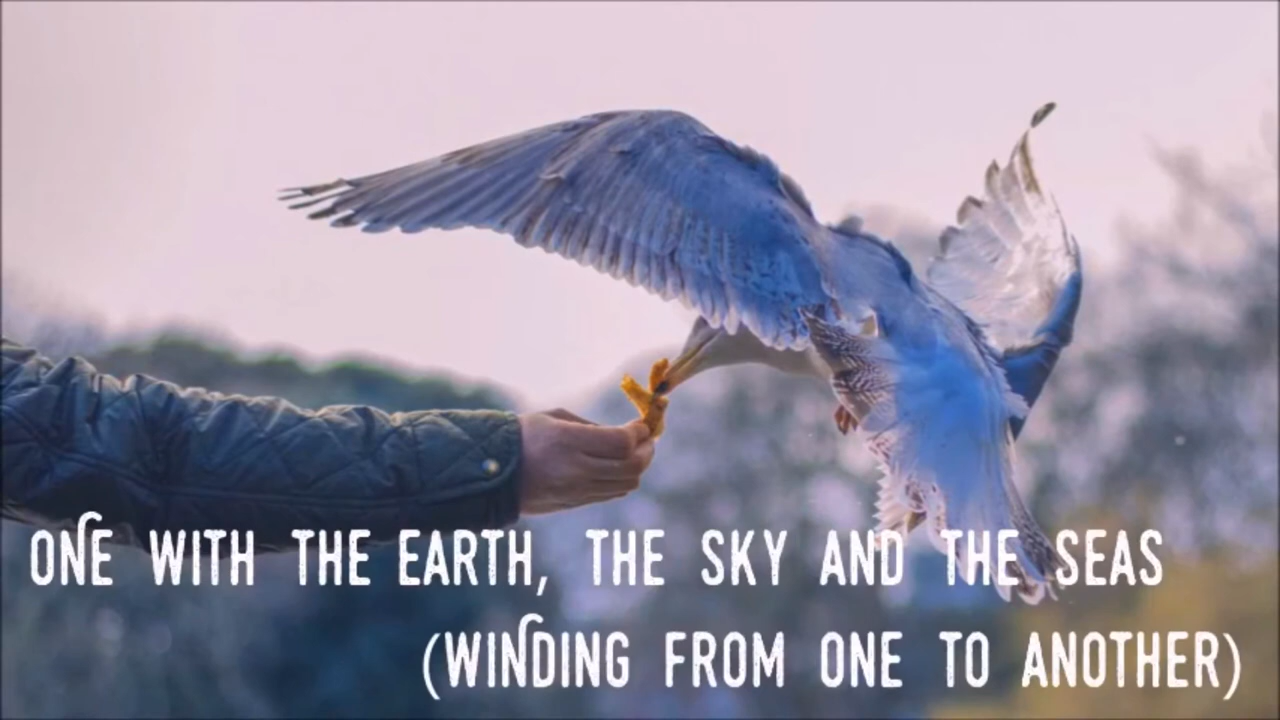 ONE WITH THE EARTH, THE SKY AND THE SEAS
(WINDING FROM ONE TO ANOTHER)